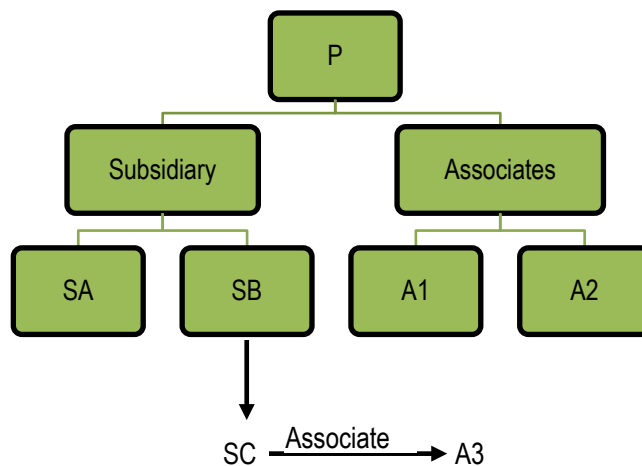 P
Subsidiary
Associates
SA
SB
A1
A2
SC
Associate
A3